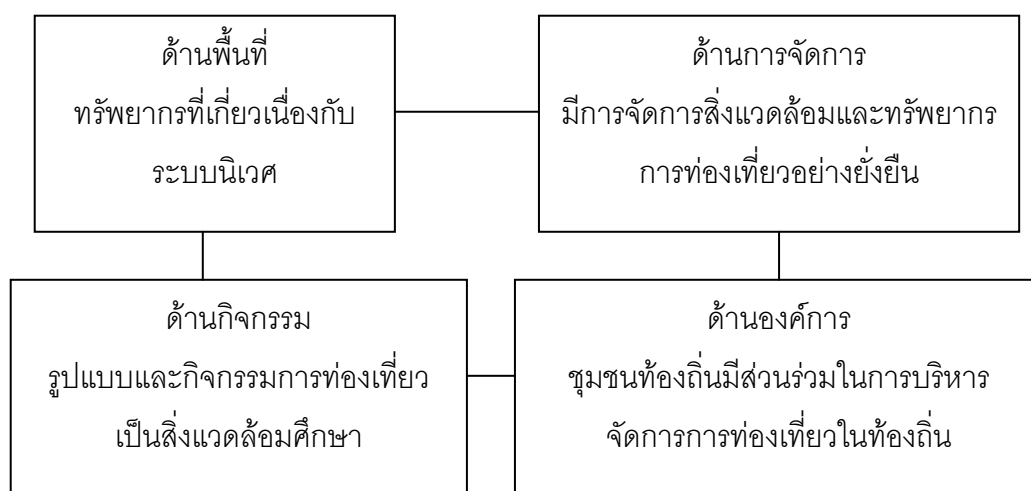 ด้านพื้นที่
ทรัพยากรที่เกี่ยวเนื่องกับ
ระบบนิเวศ
ด้านการจัดการ
มีการจัดการสิ่งแวดล้อมและทรัพยากร
การท่องเที่ยวอย่างยั่งยืน
ด้านกิจกรรม
รูปแบบและกิจกรรมการท่องเที่ยว
เป็นสิ่งแวดล้อมศึกษา
ด้านองค์การ
ชุมชนท้องถิ่นมีส่วนร่วมในการบริหาร
จัดการการท่องเที่ยวในท้องถิ่น